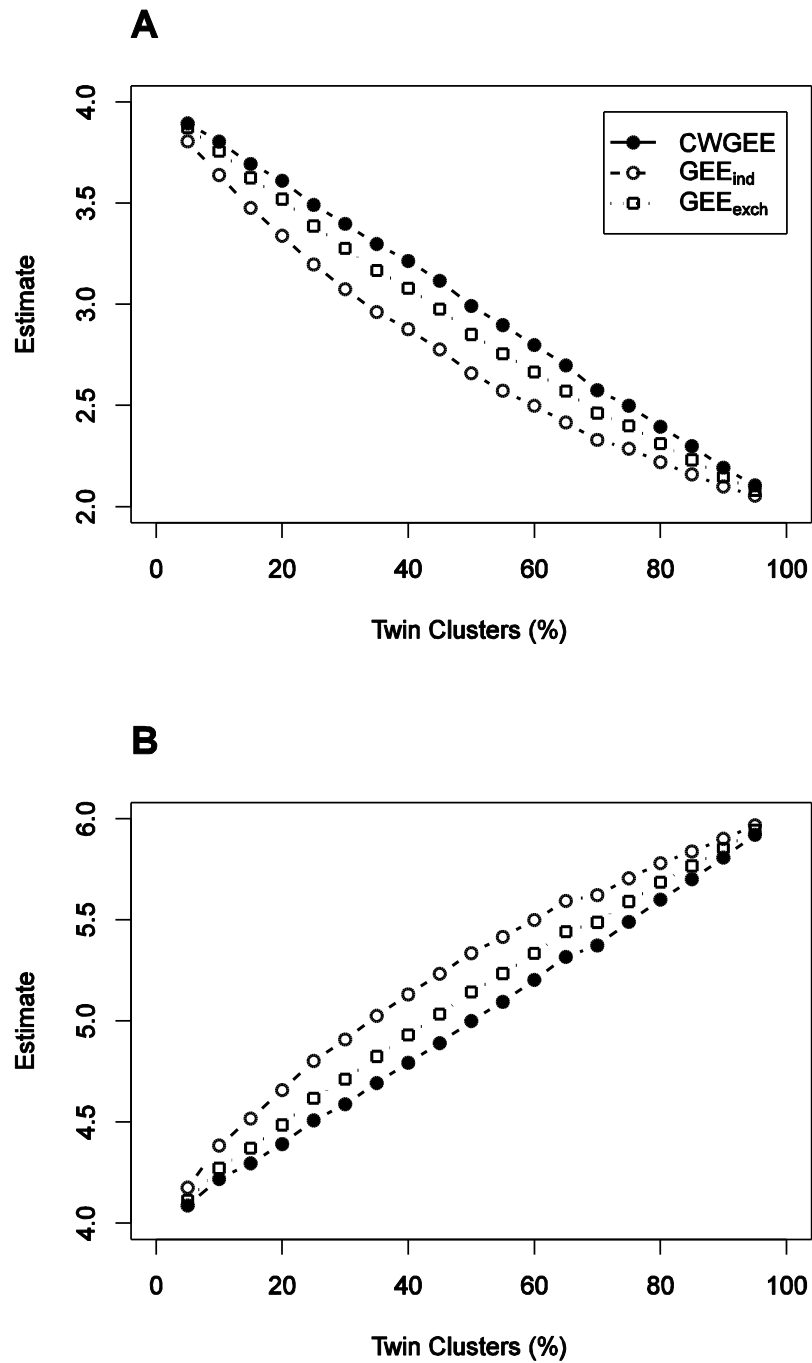 A
4.0
3.5
3.0
2.5
2.0
Estimate
CWGEE
GEEind
GEEexch
0 20 40 60 80 100
Twin Clusters (%)
B
6.0
5.5
5.0
4.5
4.0
Estimate
0 20 40 60 80 100
Twin Clusters (%)